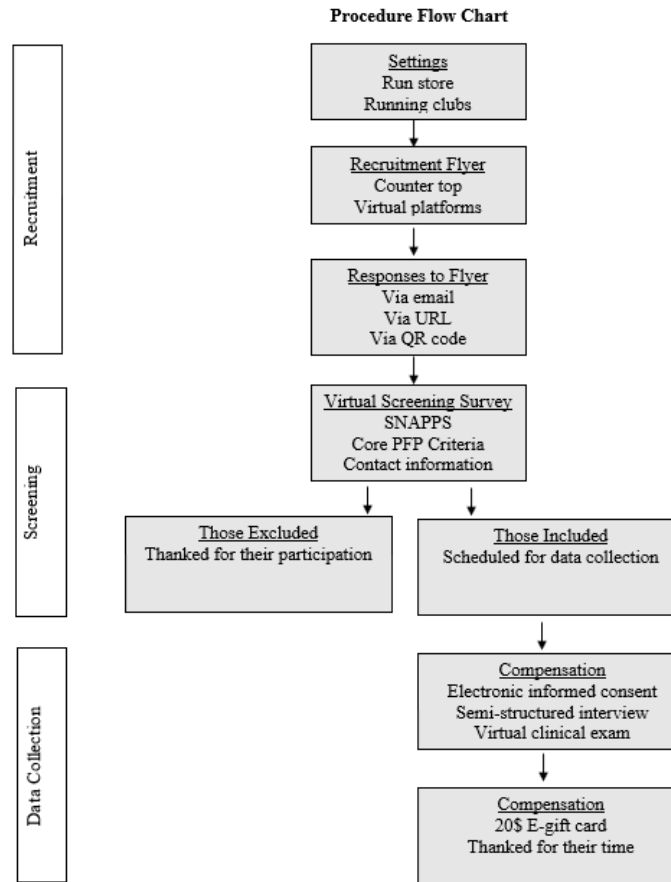 Procedure Flow Chart
Recruitment
Settings
Run store
Running clubs
Recruitment Flyer
Counter top
Virtual platforms
Responses to Flyer
Via email
Via URL
Via QR code
Screening
Virtual Screening Survey
SNAPPS
Core PFP Criteria
Contact information
Those Excluded
Thanked for their participation
Those Included
Scheduled for data collection
Data Collection
Compensation
Electronic informed consent
Semi-structured interview
Virtual clinical exam
Compensation
20$ E-gift card
Thanked for their time